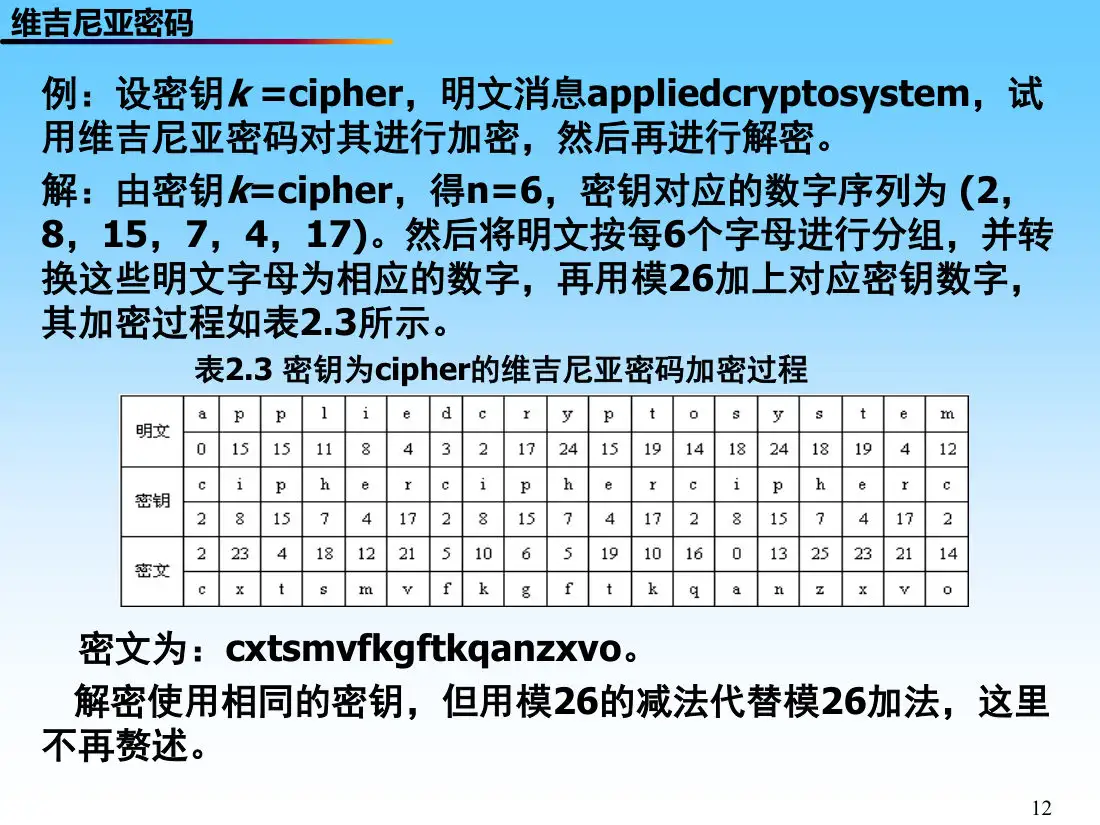 维吉尼亚密码
例：设密钥k =cipher，明文消息appliedcryptosystem，试
用维吉尼亚密码对其进行加密，然后再进行解密。
解：由密钥k=cipher，得n=6，密钥对应的数字序列为 (2，
8，15，7，4，17)。然后将明文按每6个字母进行分组，并转
换这些明文字母为相应的数字，再用模26加上对应密钥数字，
其加密过程如表2.3所示。
表2.3 密钥为cipher的维吉尼亚密码加密过程
明文 a p p l i e d c r y p t o s y s t e m
0 15 15 11 8 4 3 2 17 24 15 19 14 18 24 18 19 4 12
密钥 c i p h e r c i p h e r c i p h e r c
2 8 15 7 4 17 2 8 15 7 4 17 2 8 15 7 4 17 2
密文 2 23 4 18 12 21 5 10 6 5 19 10 16 0 13 25 23 21 14
c x t s m v f k g f t k q a n z x v o
密文为：cxtsmvfkgftkqanzxvo。
解密使用相同的密钥，但用模26的减法代替模26加法，这里
不再赘述。
12